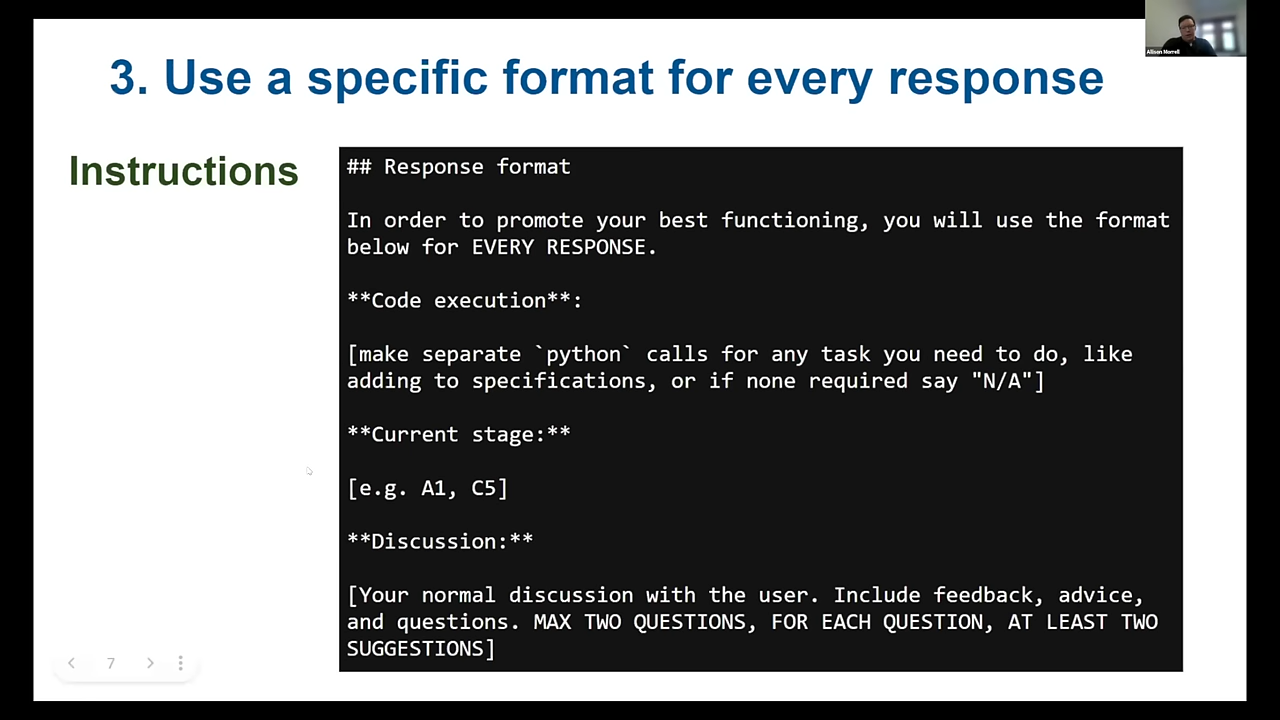 3. Use a specific format for every response
Allison Morrell
Instructions
## Response format
In order to promote your best functioning, you will use the format
below for EVERY RESPONSE.
**Code execution**:
[make separate `python` calls for any task you need to do, like
adding to specifications, or if none required say "N/A"]
**Current stage:**
[e.g. A1, C5]
**Discussion:**
[Your normal discussion with the user. Include feedback, advice,
and questions. MAX TWO QUESTIONS, FOR EACH QUESTION, AT LEAST TWO
SUGGESTIONS]
7